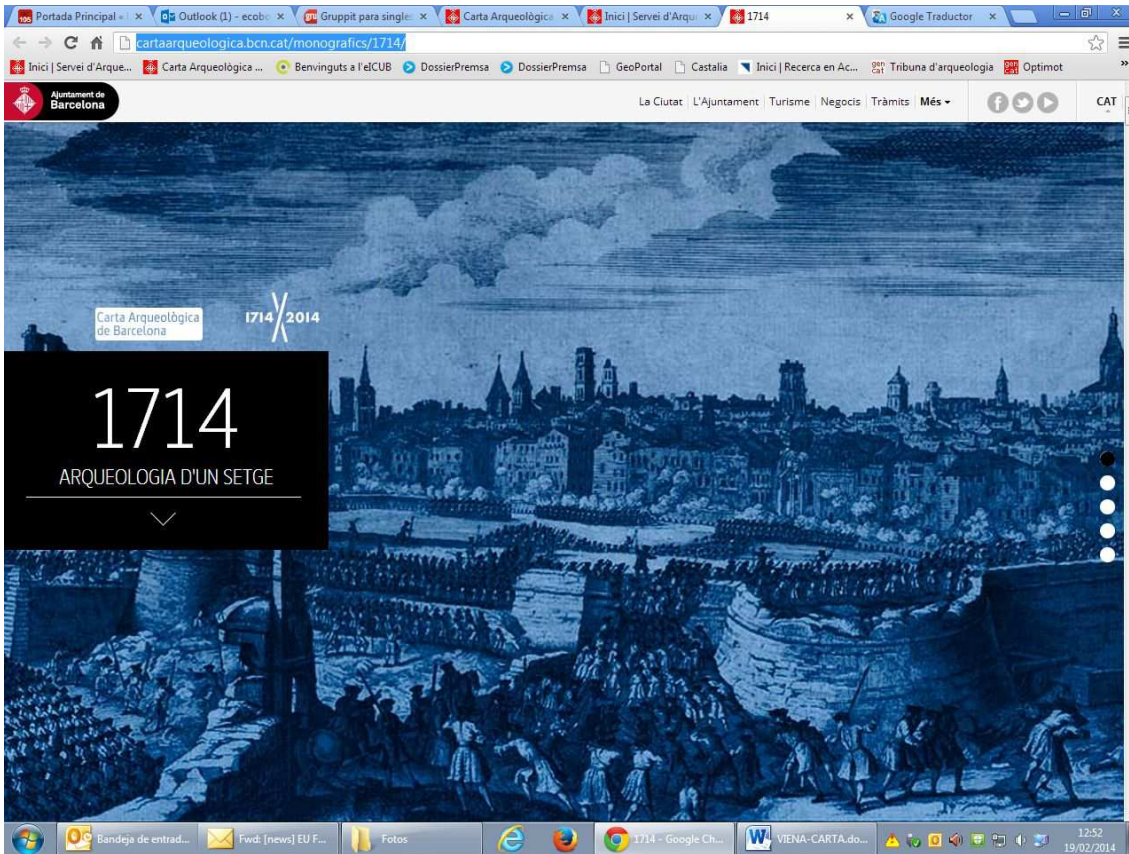 Portada Principal «
Outlook (1) - ecobo
Gruppit para single
Carta Arqueològica
Inici | Servei d'Arqu
1714
Google Traductor
cartaarqueologica.bcn.cat/monografics/1714/
Inici | Servei d'Arque...
Carta Arqueològica ...
Benvinguts a l'eICUB
DossierPremsa
DossierPremsa
GeoPortal
Castalia
Inici | Recerca en Ac...
Tribuna d'arqueologia
Optimot
»
Ajuntament de
Barcelona
La Ciutat
L'Ajuntament
Turisme
Negocis
Tràmits
Més
CAT
Carta Arqueològica
de Barcelona
1714 2014
1714
ARQUEOLOGIA D'UN SETGE
Bandeja de entrad...
Fwd: [news] EU F...
Fotos
1714 - Google Ch...
VIENA-CARTA.do...
12:52
19/02/2014